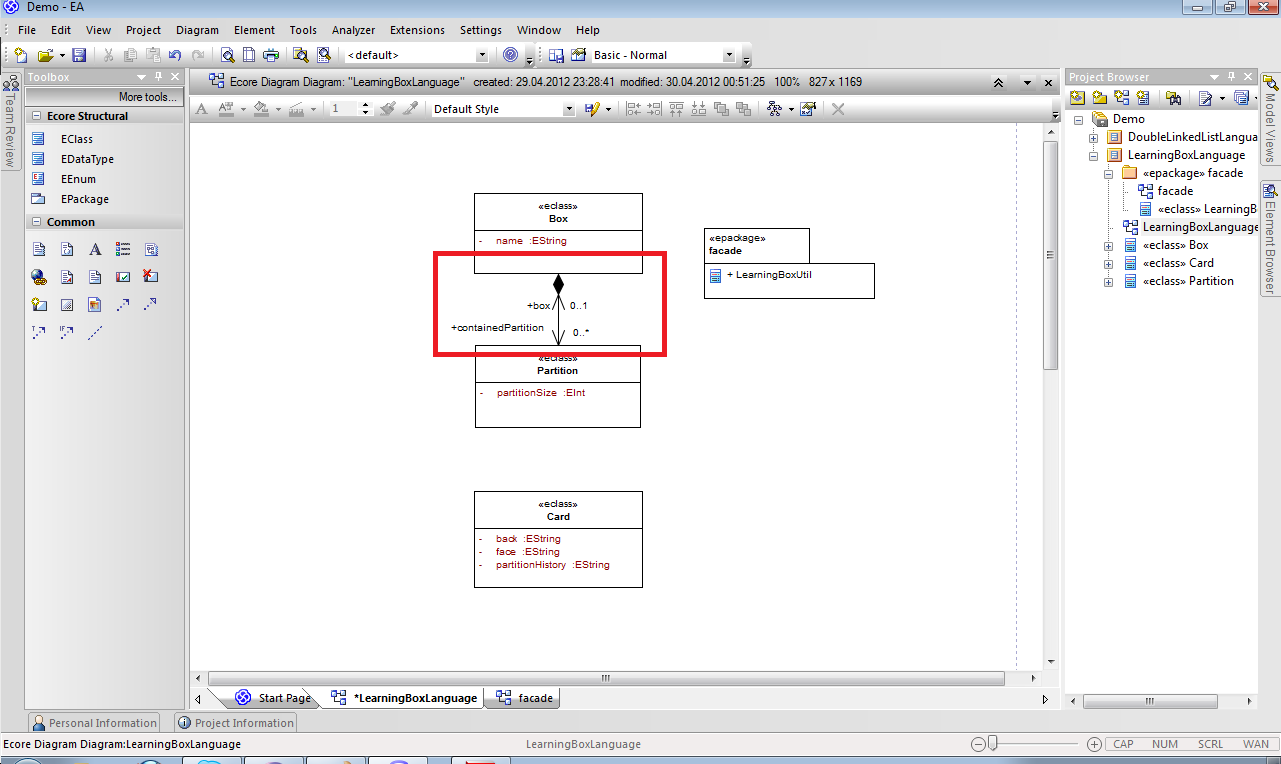 Demo - EA
File Edit View Project Diagram Element Tools Analyzer Extensions Settings Window Help
<default>
Basic - Normal
Toolbox
More tools...
Ecore Structural
EClass
EDataType
EEnum
EPackage
Common
Team Review
Ecore Diagram Diagram: "LearningBoxLanguage" created: 29.04.2012 23:28:41 modified: 30.04.2012 00:51:25 100% 827 x 1169
1
Default Style
«eclass»
Box
- name :EString
+box
0..1
+containedPartition
0..*
«eclass»
Partition
- partitionSize :EInt
«eclass»
Card
- back :EString
- face :EString
- partitionHistory :EString
«epackage»
facade
+ LearningBoxUtil
Project Browser
Demo
DoubleLinkedListLangua
LearningBoxLanguage
«epackage» facade
facade
«eclass» LearningB
LearningBoxLanguage
«eclass» Box
«eclass» Card
«eclass» Partition
Model Views
Element Browser
Start Page
*LearningBoxLanguage
facade
Personal Information
Project Information
Ecore Diagram Diagram:LearningBoxLanguage
LearningBoxLanguage
CAP NUM SCRL WAN